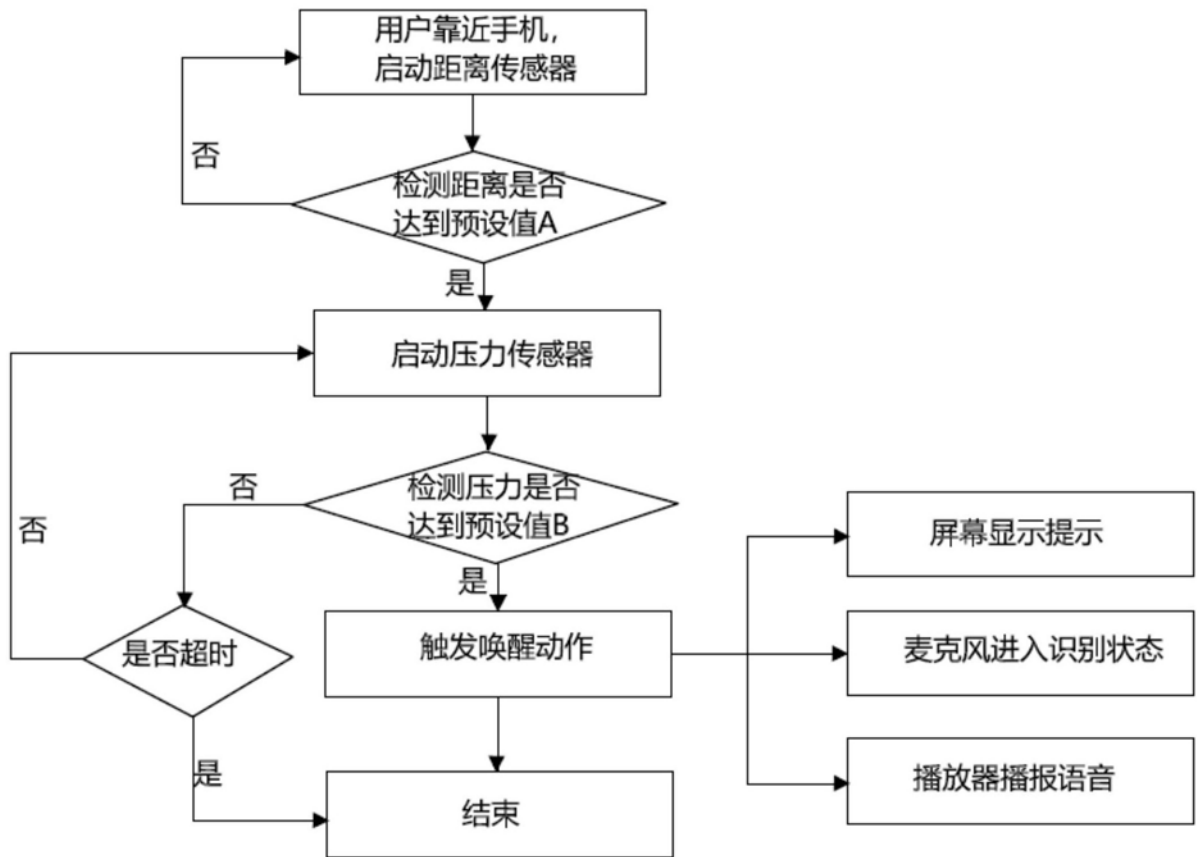 用户靠近手机，
启动距离传感器
否
检测距离是否
达到预设值A
是
启动压力传感器
检测压力是否
达到预设值B
否
否
是
是否超时
触发唤醒动作
屏幕显示提示
麦克风进入识别状态
播放器播报语音
是
结束